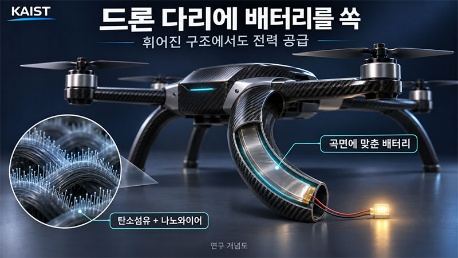 KAIST
드론 다리에 배터리를 쏙
휘어진 구조에서도 전력 공급
곡면에 맞춘 배터리
탄소섬유 + 나노와이어
연구 개념도